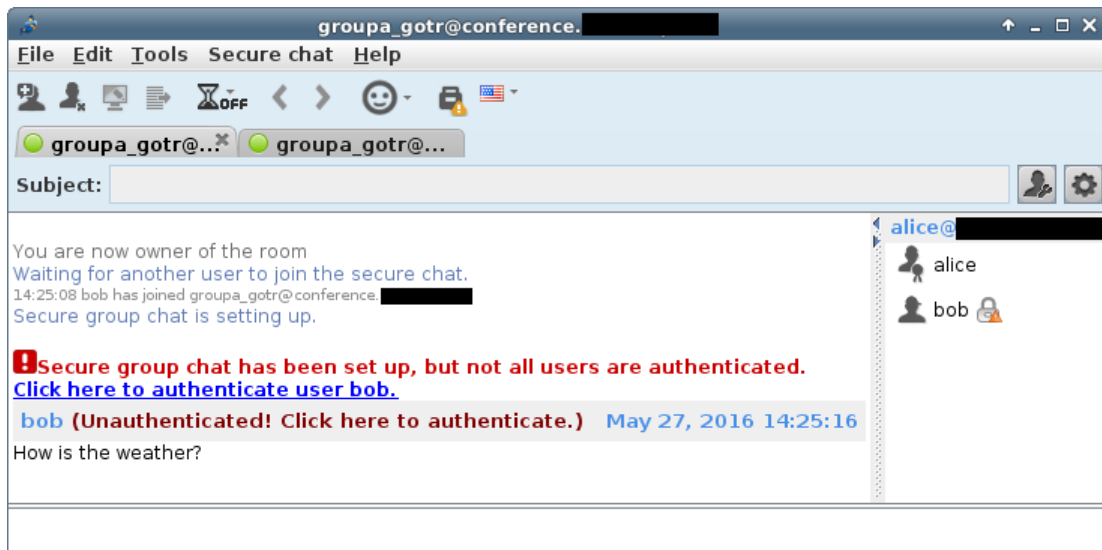 groupa_gotr@conference.
File Edit Tools Secure chat Help
OFF
groupa_gotr@... groupa_gotr@...
Subject:
You are now owner of the room
Waiting for another user to join the secure chat.
14:25:08 bob has joined groupa_gotr@conference.
Secure group chat is setting up.
Secure group chat has been set up, but not all users are authenticated.
Click here to authenticate user bob.
bob (Unauthenticated! Click here to authenticate.) May 27, 2016 14:25:16
How is the weather?
alice@
alice
bob